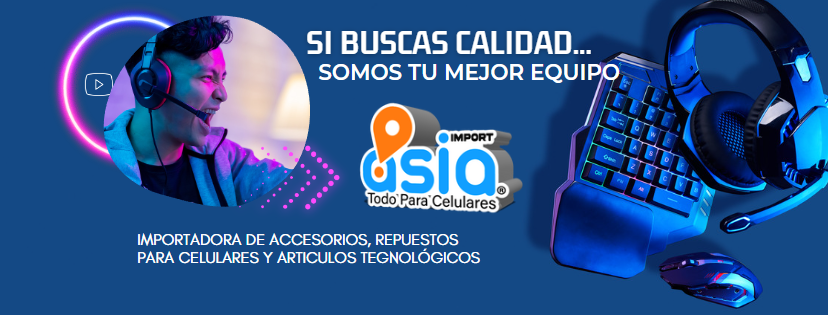 SI BUSCAS CALIDAD...
SOMOS TU MEJOR EQUIPO
IMPORT
asia®
Todo Para Celulares
IMPORTADORA DE ACCESORIOS, REPUESTOS
PARA CELULARES Y ARTICULOS TEGNOLÓGICOS